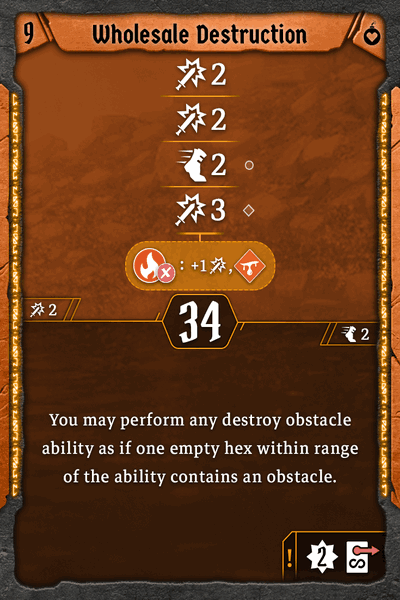 9 Wholesale Destruction
2
2
2
3
: +1 ,
2
34
2
You may perform any destroy obstacle
ability as if one empty hex within range
of the ability contains an obstacle.
! 2